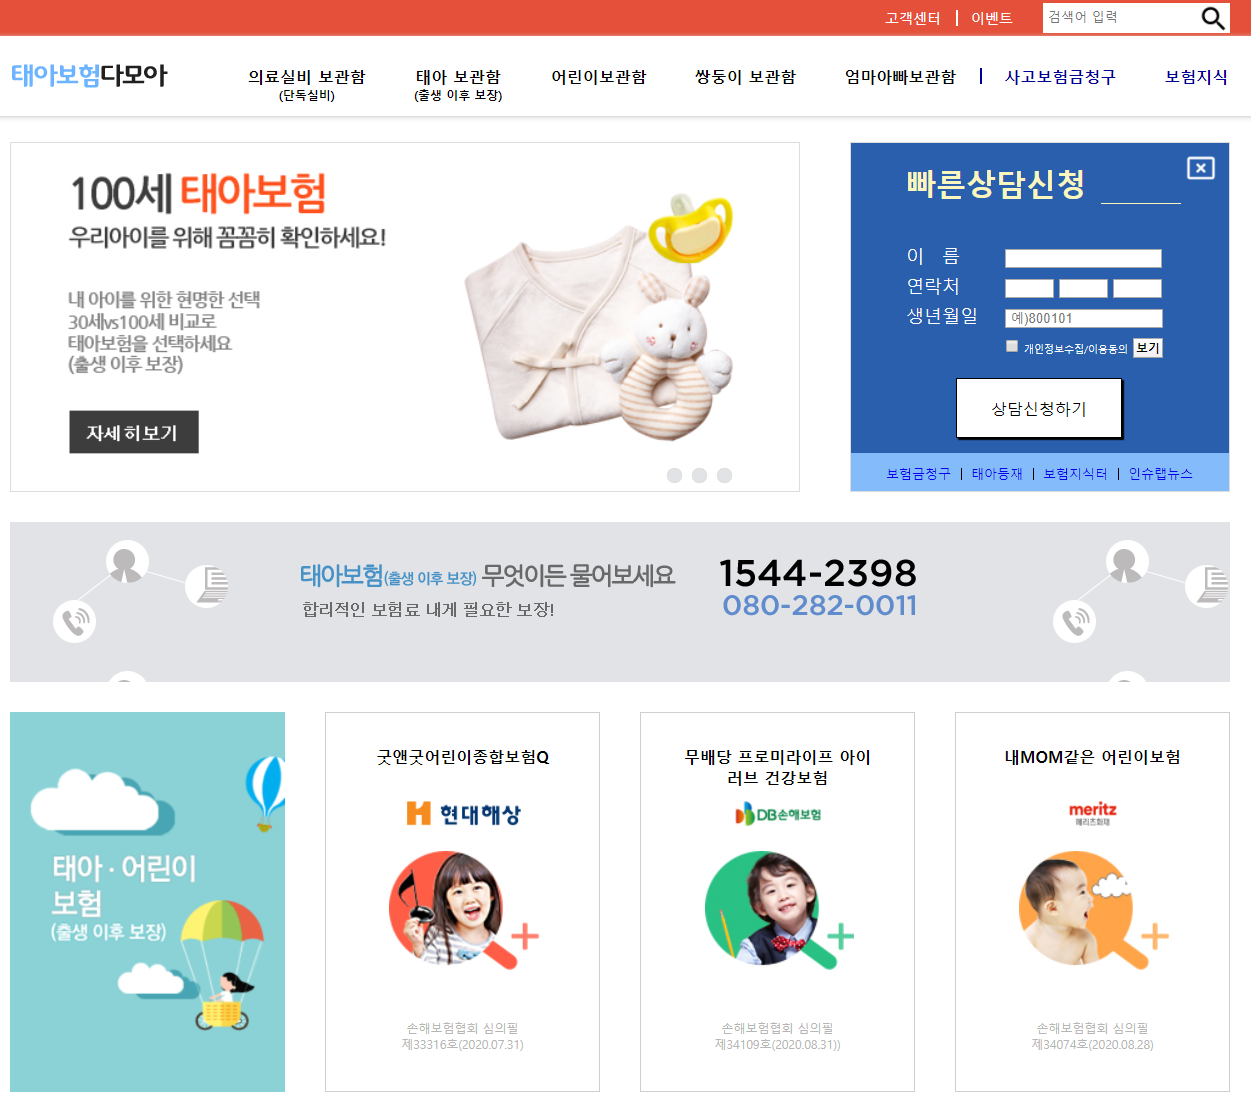 고객센터 | 이벤트
검색어 입력
태아보험다모아
의료실비 보관함
(단독실비)
태아 보관함
(출생 이후 보장)
어린이보관함
쌍둥이 보관함
엄마아빠보관함
사고보험금청구
보험지식
100세 태아보험
우리아이를 위해 꼼꼼히 확인하세요!
내 아이를 위한 현명한 선택
30세vs100세 비교로
태아보험을 선택하세요
(출생 이후 보장)
자세히보기
빠른상담신청
이 름
연락처
생년월일
예)800101
개인정보수집/이용동의 보기
상담신청하기
보험금청구 | 태아등재 | 보험지식터 | 인슈랩뉴스
태아보험(출생 이후 보장) 무엇이든 물어보세요
합리적인 보험료 내게 필요한 보장!
1544-2398
080-282-0011
태아 · 어린이
보험
(출생 이후 보장)
굿앤굿어린이종합보험Q
현대해상
손해보험협회 심의필
제33316호(2020.07.31)
무배당 프로미라이프 아이
러브 건강보험
DB손해보험
손해보험협회 심의필
제34109호(2020.08.31))
내MOM같은 어린이보험
meritz
메리츠화재
손해보험협회 심의필
제34074호(2020.08.28)